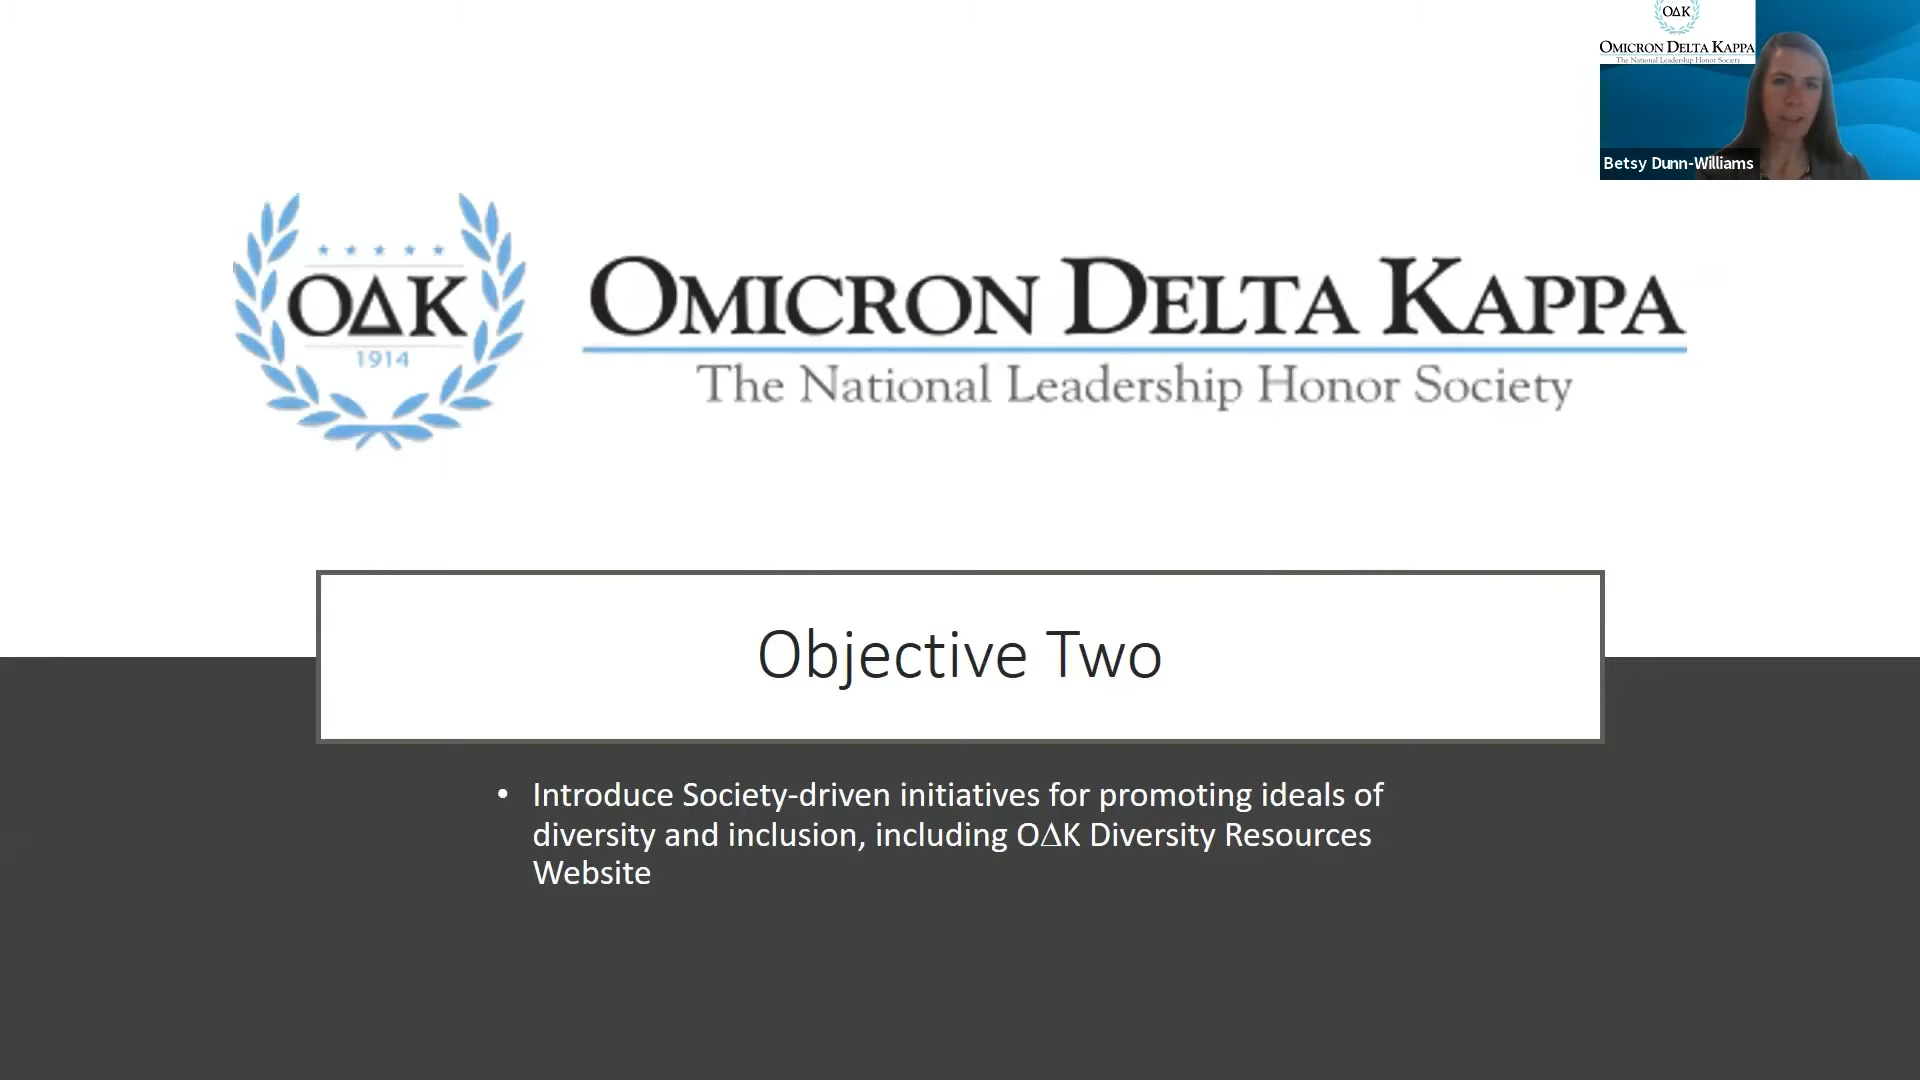 ΟΔΚ
OMICRON DELTA KAPPA
The National Leadership Honor Society
Betsy Dunn-Williams
ΟΔΚ
1914
OMICRON DELTA KAPPA
The National Leadership Honor Society
Objective Two
• Introduce Society-driven initiatives for promoting ideals of
diversity and inclusion, including OΔK Diversity Resources
Website